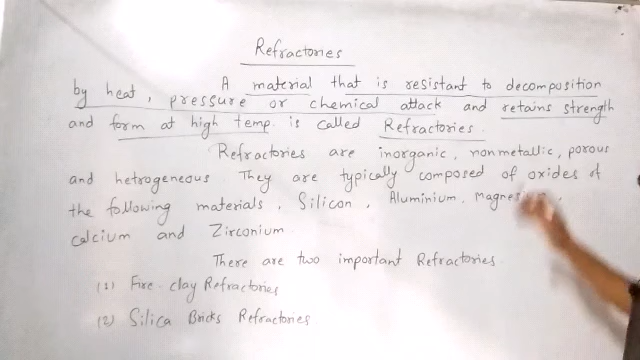 Refractories
A material that is resistant to decomposition
by heat, pressure or chemical attack and retains strength
and form at high temp. is called Refractories.
Refractories are inorganic, nonmetallic, porous
and hetrogeneous. They are typically composed of oxides of
the following materials, Silicon, Aluminium, 
calcium and Zirconium.
There are two important Refractories.
(1) Fire-clay Refractories
(2) Silica Bricks Refractories